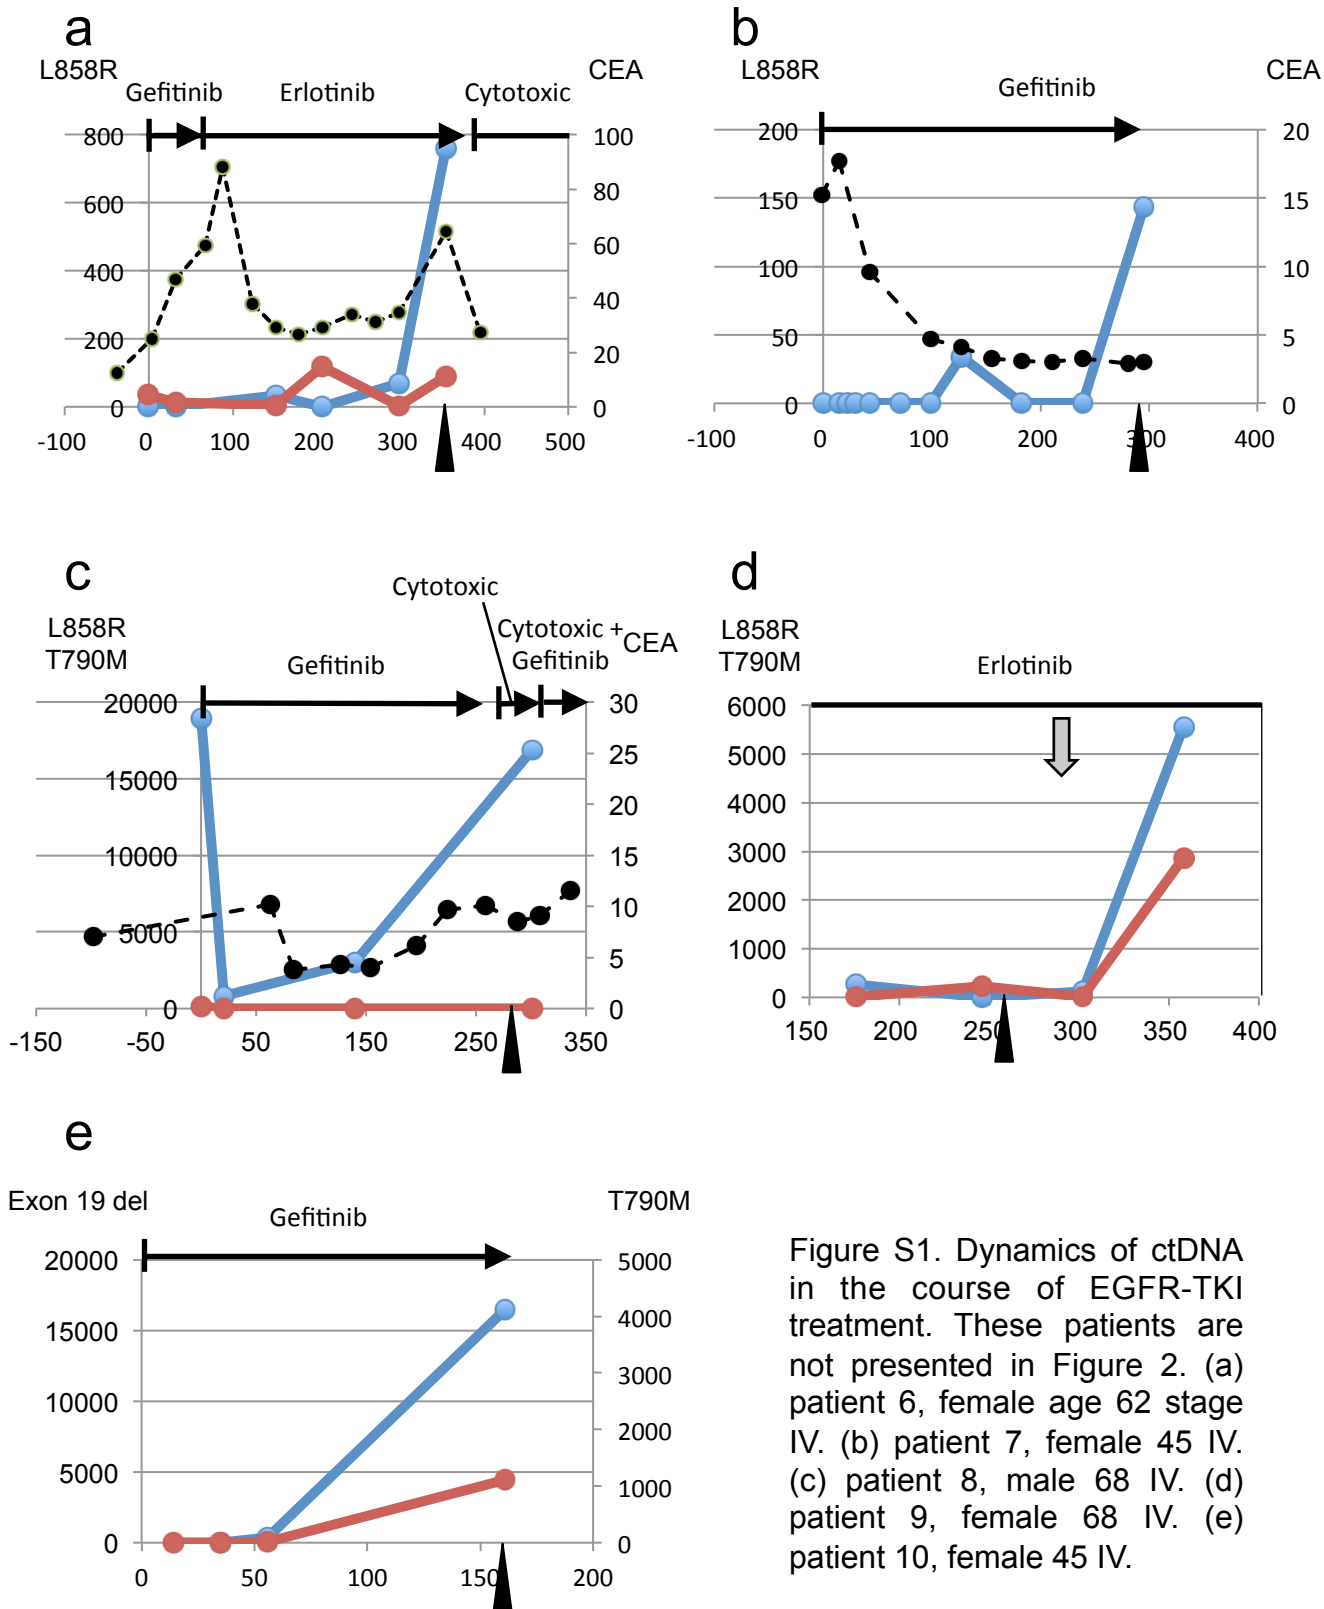 a
L858R
CEA
Gefitinib
Erlotinib
Cytotoxic
800
600
400
200
0
100
80
60
40
20
0
-100
0
100
200
300
400
500
b
L858R
CEA
Gefitinib
200
150
100
50
0
20
15
10
5
0
-100
0
100
200
300
400
c
Cytotoxic
L858R
T790M
Gefitinib
Cytotoxic +
Gefitinib
CEA
20000
15000
10000
5000
0
30
25
20
15
10
5
0
-150
-50
50
150
250
350
d
L858R
T790M
Erlotinib
6000
5000
4000
3000
2000
1000
0
150
200
250
300
350
400
e
Exon 19 del
T790M
Gefitinib
20000
15000
10000
5000
0
5000
4000
3000
2000
1000
0
0
50
100
150
200
Figure S1. Dynamics of ctDNA
in the course of EGFR-TKI
treatment. These patients are
not presented in Figure 2. (a)
patient 6, female age 62 stage
IV. (b) patient 7, female 45 IV.
(c) patient 8, male 68 IV. (d)
patient 9, female 68 IV. (e)
patient 10, female 45 IV.